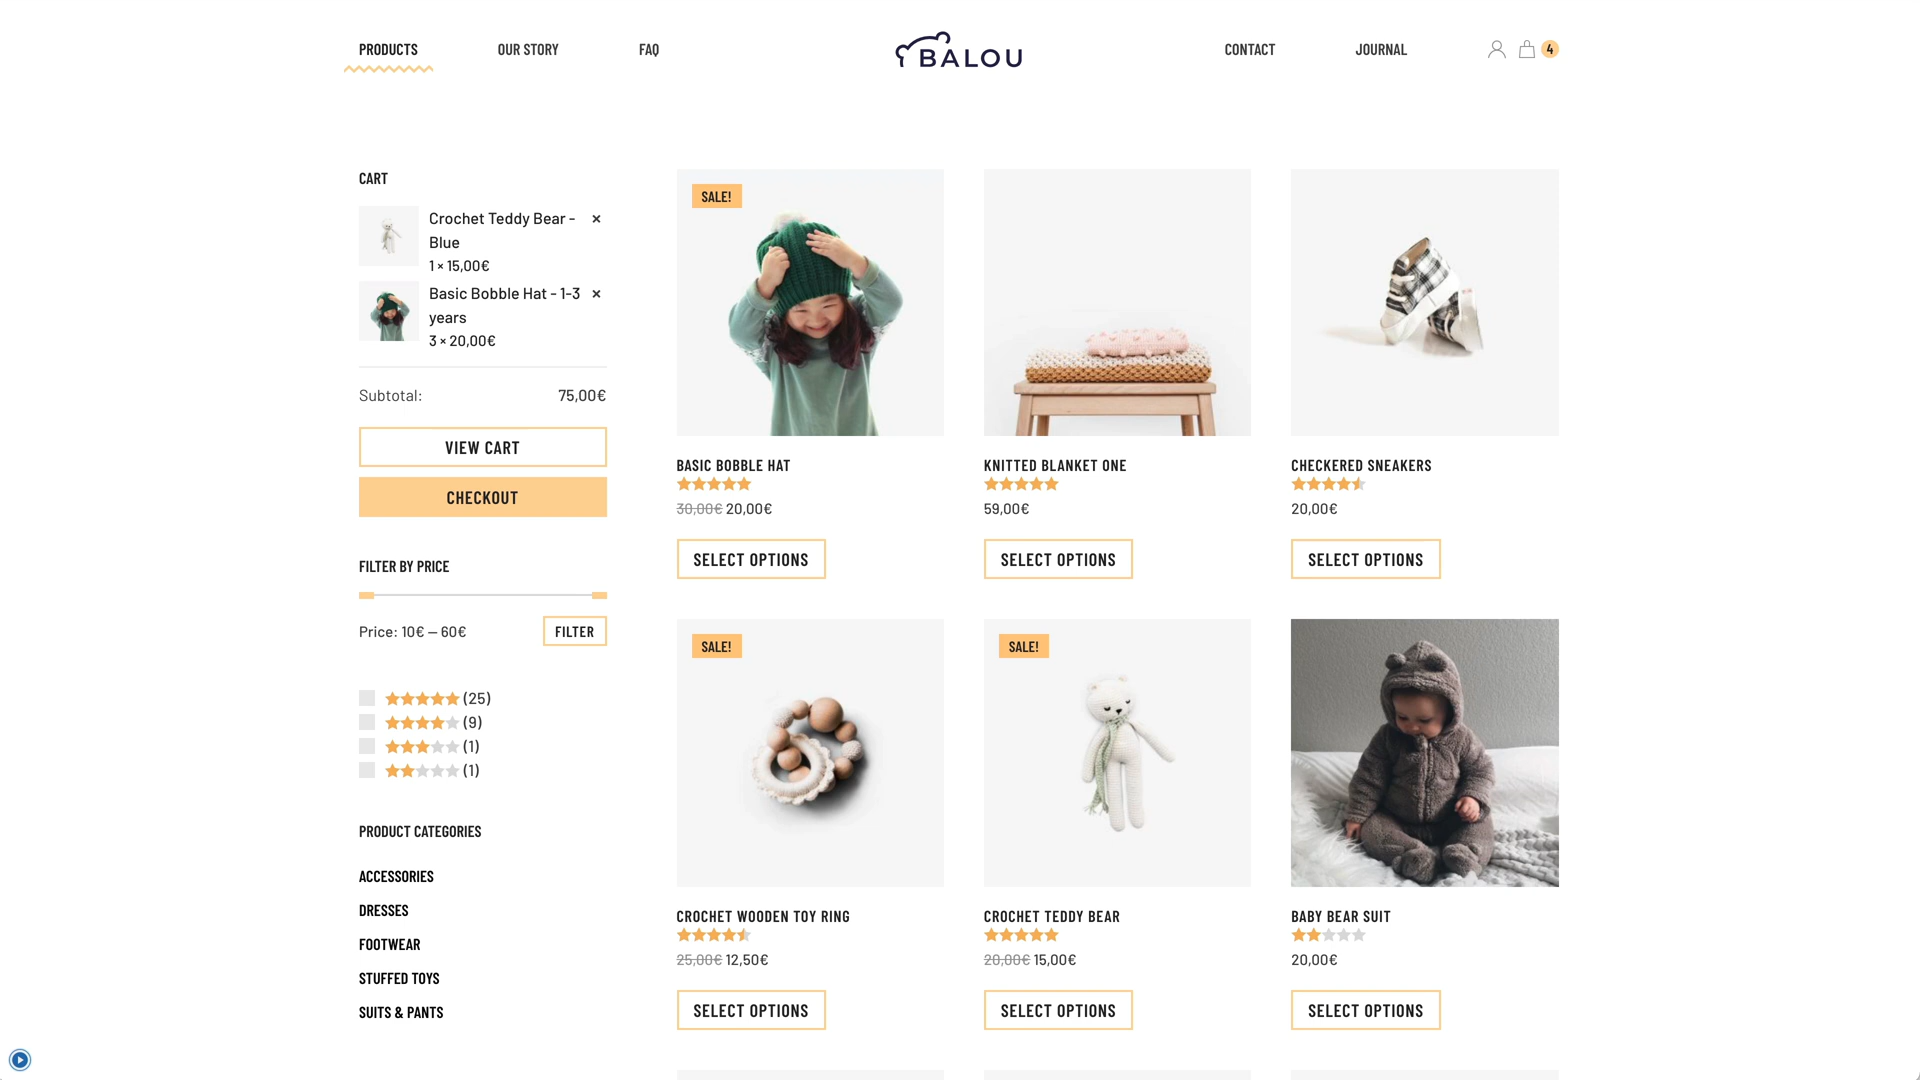 PRODUCTS
OUR STORY
FAQ
BALOU
CONTACT
JOURNAL
4
CART
Crochet Teddy Bear - ×
Blue
1 × 15,00€
Basic Bobble Hat - 1-3 ×
years
3 × 20,00€
Subtotal: 75,00€
VIEW CART
CHECKOUT
FILTER BY PRICE
Price: 10€ — 60€
FILTER
(25)
(9)
(1)
(1)
PRODUCT CATEGORIES
ACCESSORIES
DRESSES
FOOTWEAR
STUFFED TOYS
SUITS & PANTS
SALE!
BASIC BOBBLE HAT
30,00€ 20,00€
SELECT OPTIONS
KNITTED BLANKET ONE
59,00€
SELECT OPTIONS
CHECKERED SNEAKERS
20,00€
SELECT OPTIONS
SALE!
CROCHET WOODEN TOY RING
25,00€ 12,50€
SELECT OPTIONS
SALE!
CROCHET TEDDY BEAR
20,00€ 15,00€
SELECT OPTIONS
BABY BEAR SUIT
20,00€
SELECT OPTIONS